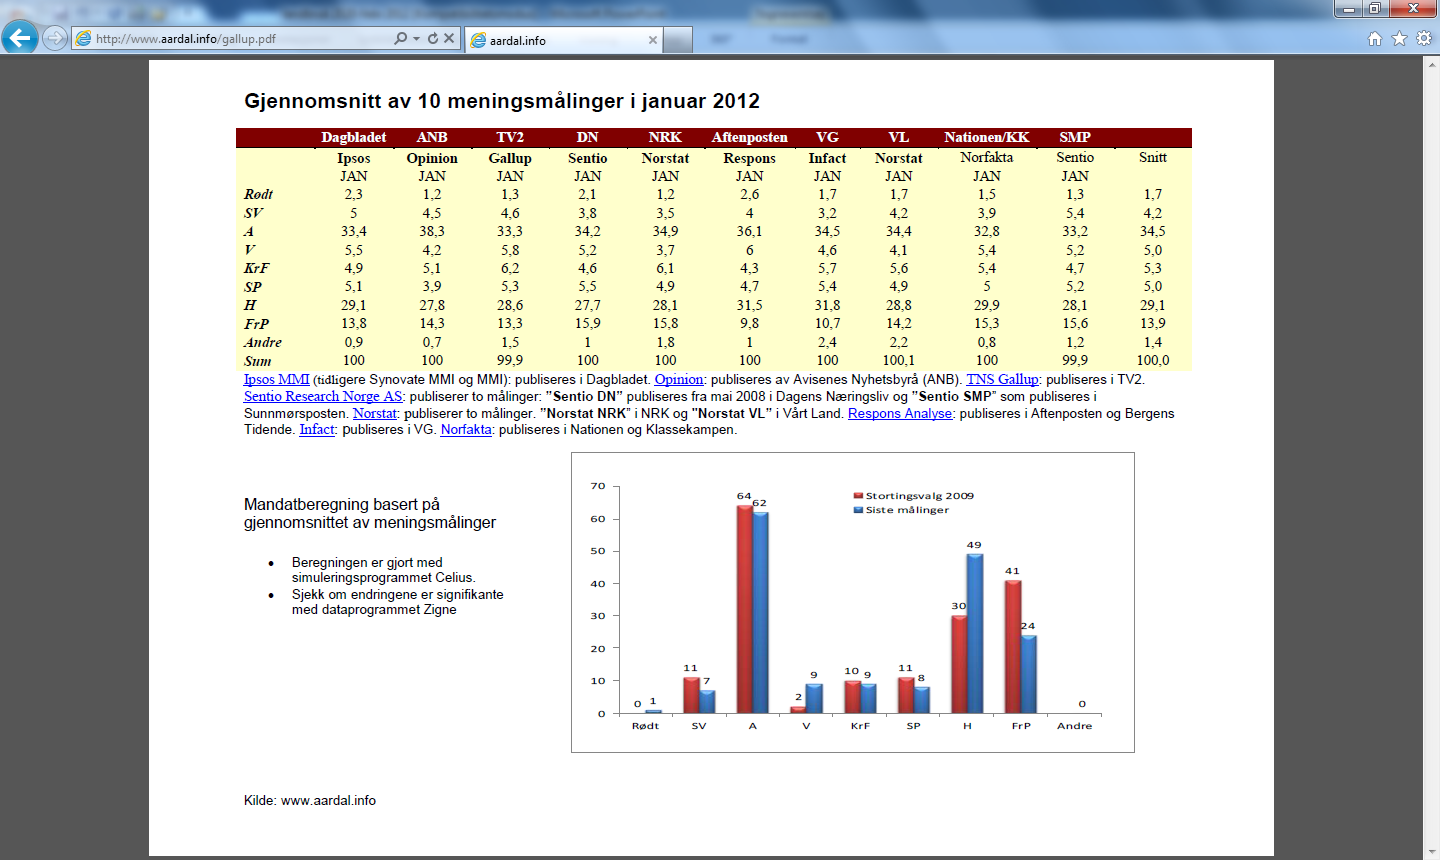 http://www.aardal.info/gallup.pdf
aardal.info
Gjennomsnitt av 10 meningsmålinger i januar 2012
Dagbladet ANB TV2 DN NRK Aftenposten VG VL Nationen/KK SMP
Ipsos Opinion Gallup Sentio Norstat Respons Infact Norstat Norfakta Sentio Snitt
JAN JAN JAN JAN JAN JAN JAN JAN JAN JAN
Rødt 2,3 1,2 1,3 2,1 1,2 2,6 1,7 1,7 1,5 1,3 1,7
SV 5 4,5 4,6 3,8 3,5 4 3,2 4,2 3,9 5,4 4,2
A 33,4 38,3 33,3 34,2 34,9 36,1 34,5 34,4 32,8 33,2 34,5
V 5,5 4,2 5,8 5,2 3,7 6 4,6 4,1 5,4 5,2 5,0
KrF 4,9 5,1 6,2 4,6 6,1 4,3 5,7 5,6 5,4 4,7 5,3
SP 5,1 3,9 5,3 5,5 4,9 4,7 5,4 4,9 5 5,2 5,0
H 29,1 27,8 28,6 27,7 28,1 31,5 31,8 28,8 29,9 28,1 29,1
FrP 13,8 14,3 13,3 15,9 15,8 9,8 10,7 14,2 15,3 15,6 13,9
Andre 0,9 0,7 1,5 1 1,8 1 2,4 2,2 0,8 1,2 1,4
Sum 100 100 99,9 100 100 100 100 100,1 100 99,9 100,0
Ipsos MMI (tidligere Synovate MMI og MMI): publiseres i Dagbladet. Opinion: publiseres av Avisenes Nyhetsbyrå (ANB). TNS Gallup: publiseres i TV2.
Sentio Research Norge AS: publiserer to målinger: ”Sentio DN” publiseres fra mai 2008 i Dagens Næringsliv og ”Sentio SMP” som publiseres i
Sunnmørsposten. Norstat: publiserer to målinger. ”Norstat NRK” i NRK og "Norstat VL” i Vårt Land. Respons Analyse: publiseres i Aftenposten og Bergens
Tidende. Infact: publiseres i VG. Norfakta: publiseres i Nationen og Klassekampen.
Mandatberegning basert på
gjennomsnittet av meningsmålinger
• Beregningen er gjort med
simuleringsprogrammet Celius.
• Sjekk om endringene er signifikante
med dataprogrammet Zigne
70
60
50
40
30
20
10
0
Stortingsvalg 2009
Siste målinger
0 1
11 7
64 62
2 9
10 9
11 8
30 49
41 24
0
Rødt SV A V KrF SP H FrP Andre
Kilde: www.aardal.info